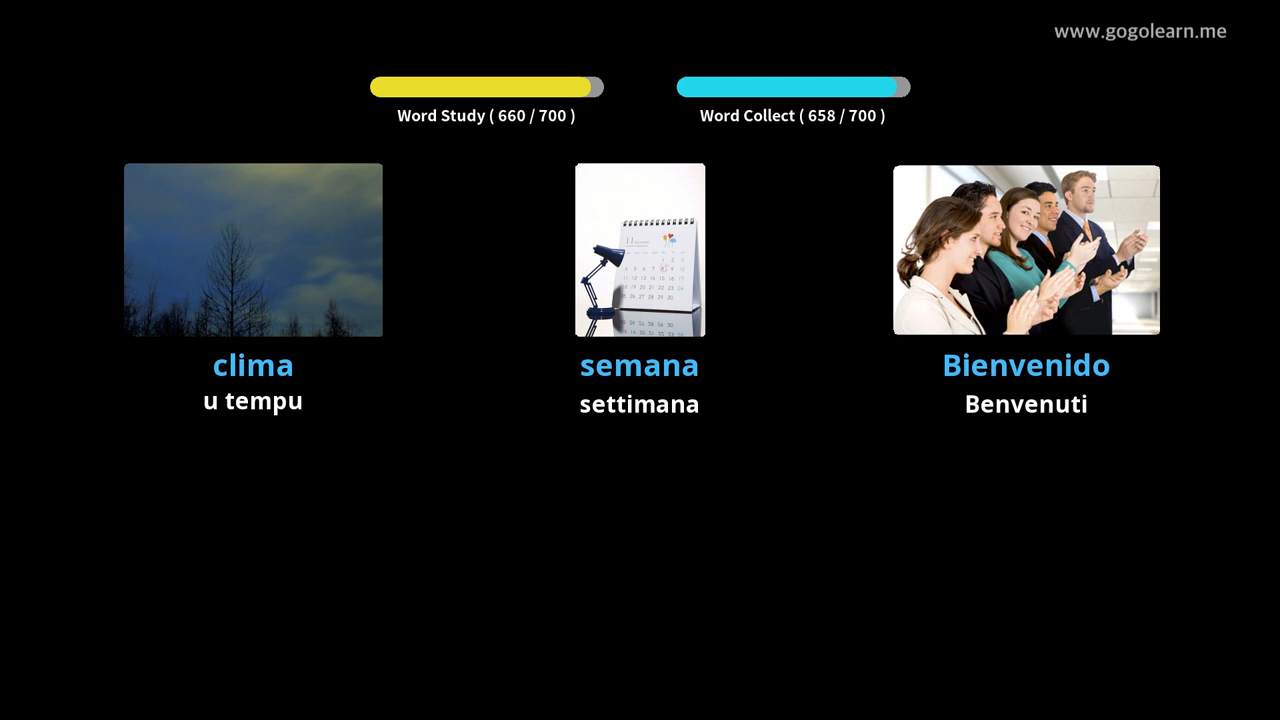 www.gogolearn.me
Word Study ( 660 / 700 )
Word Collect ( 658 / 700 )
clima
semana
Bienvenido
u tempu
settimana
Benvenuti